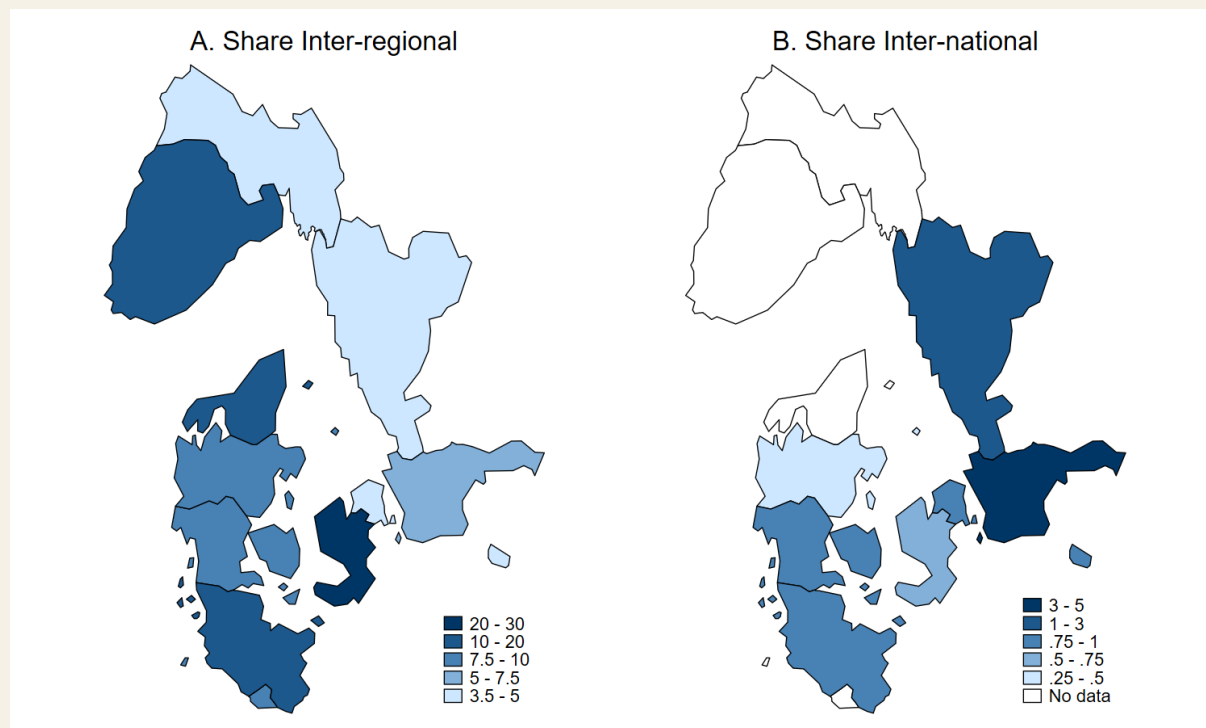 A. Share Inter-regional
20 - 30
10 - 20
7.5 - 10
5 - 7.5
3.5 - 5
B. Share Inter-national
3 - 5
1 - 3
.75 - 1
.5 - .75
.25 - .5
No data